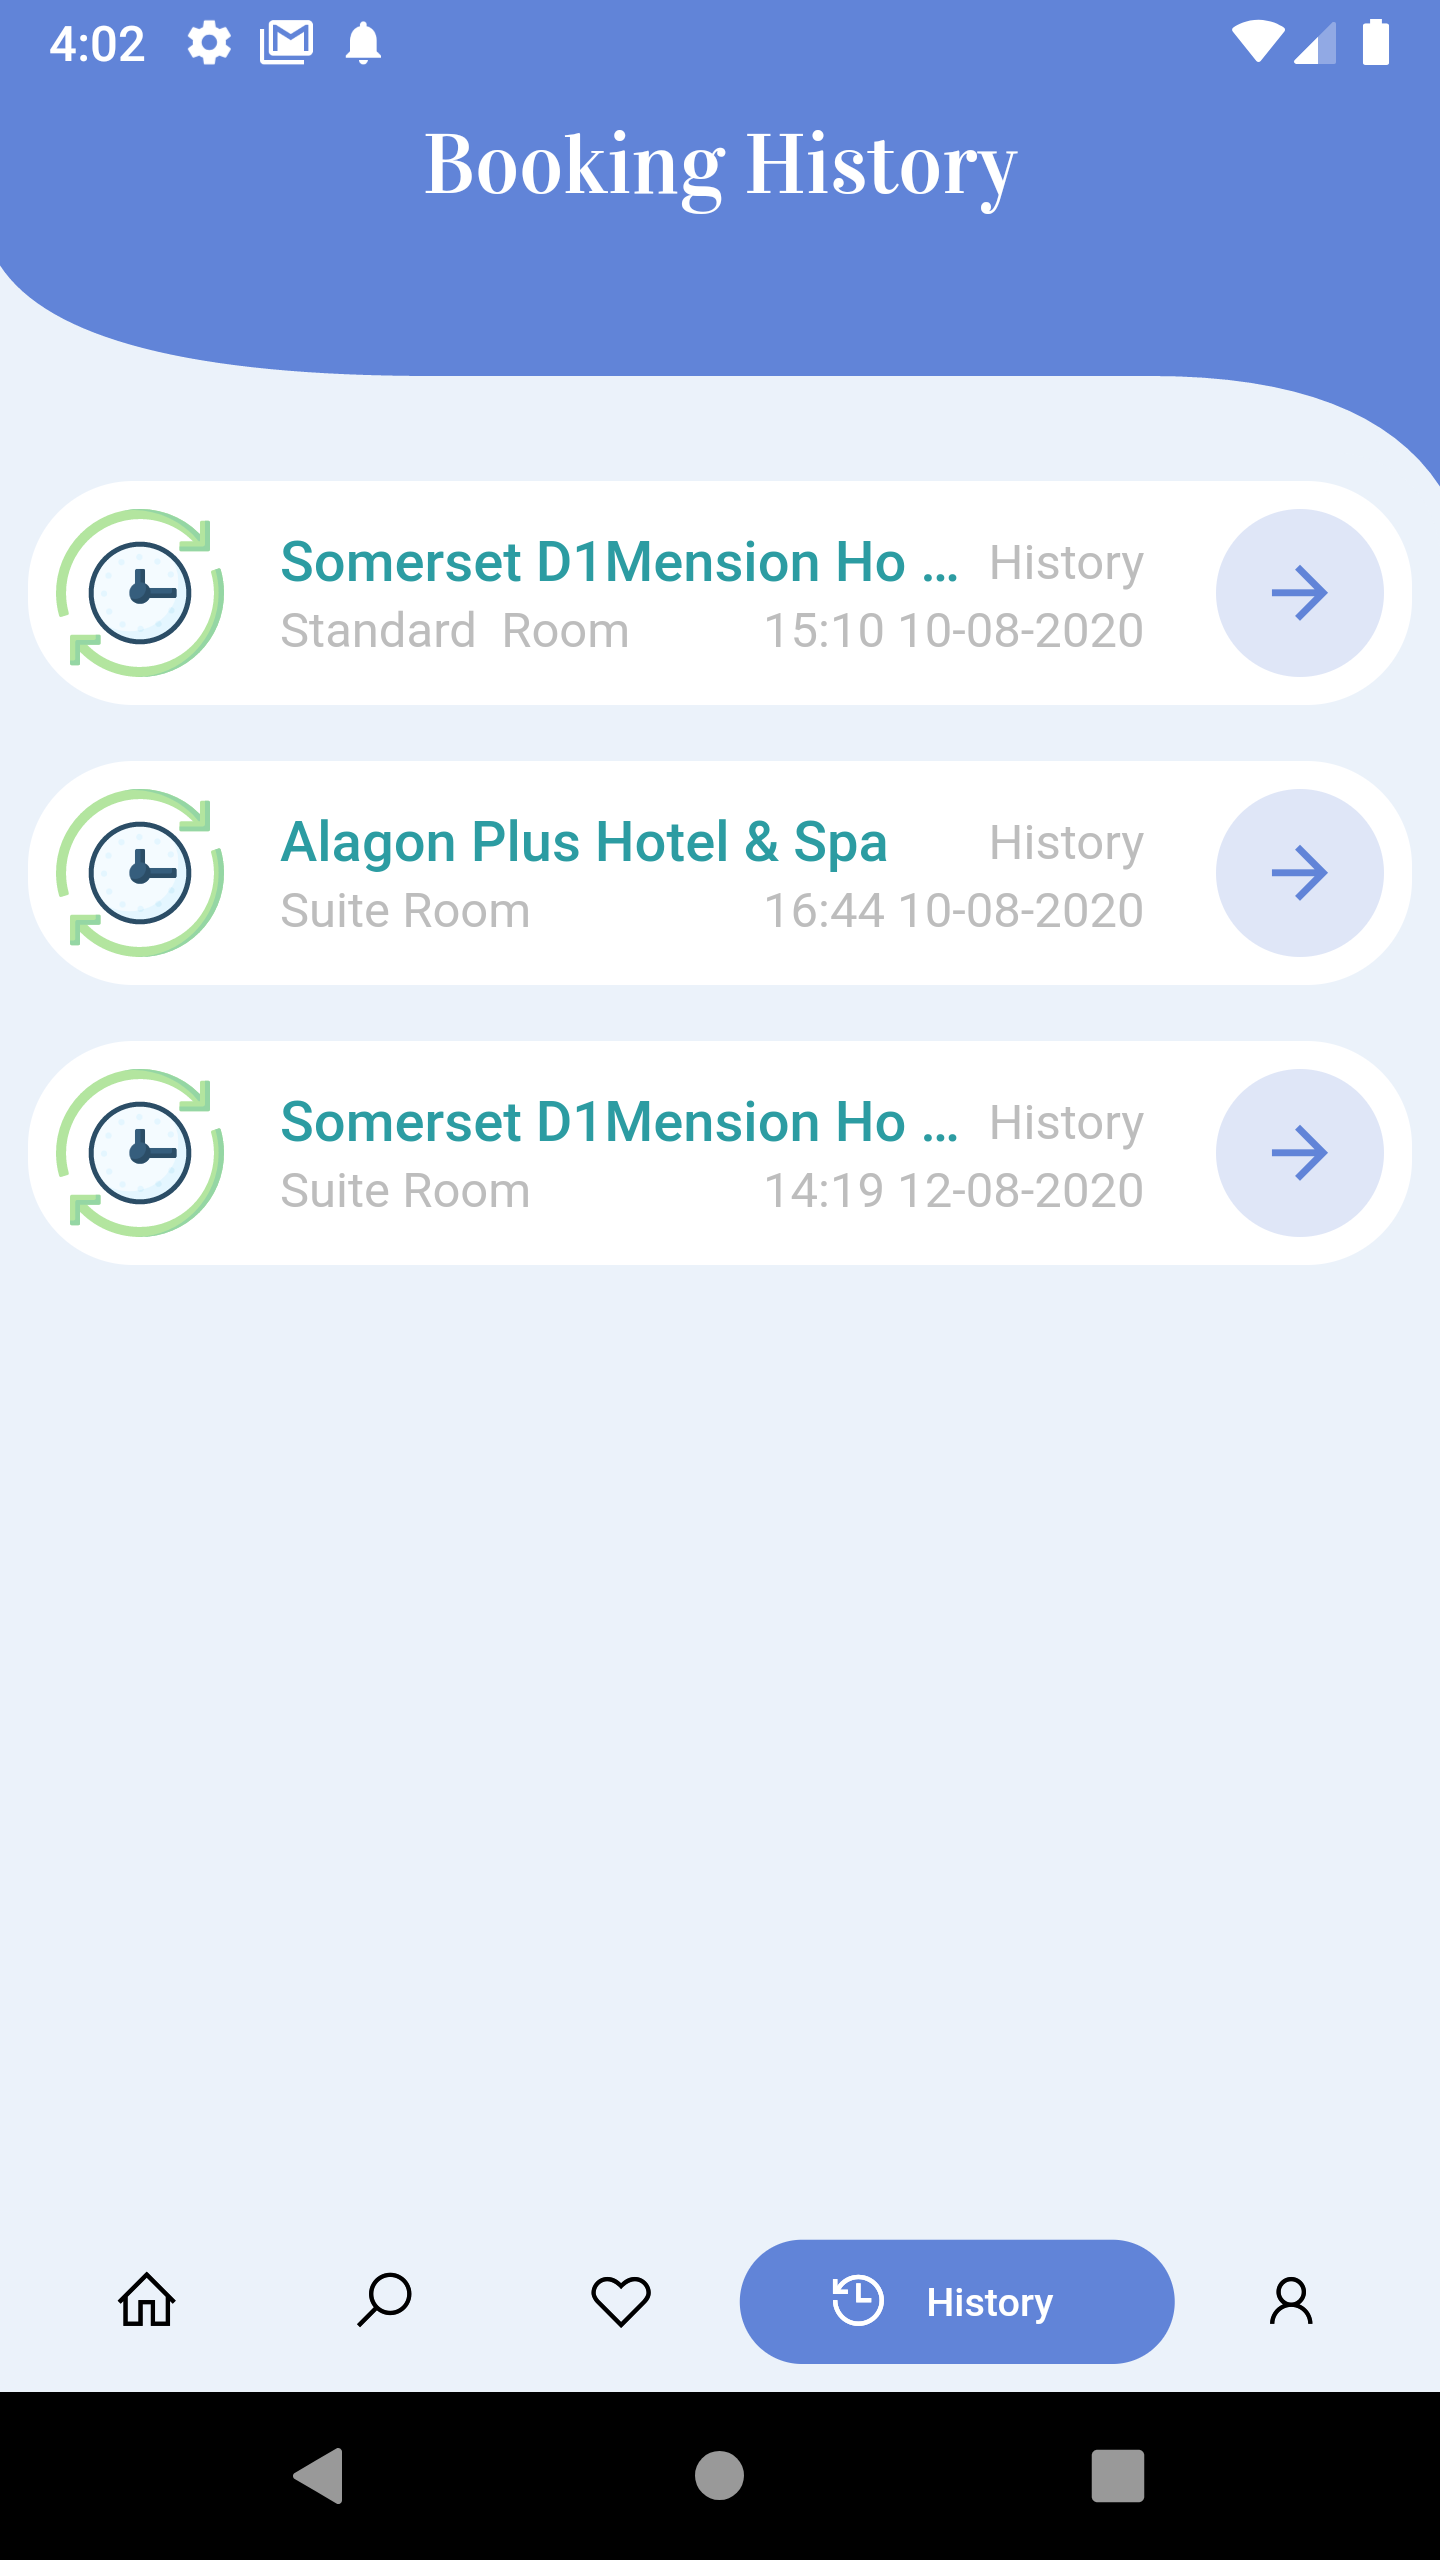 4:02
Booking History
Somerset D1Mension Ho ... History
Standard  Room 15:10 10-08-2020
Alagon Plus Hotel & Spa History
Suite Room 16:44 10-08-2020
Somerset D1Mension Ho ... History
Suite Room 14:19 12-08-2020
History